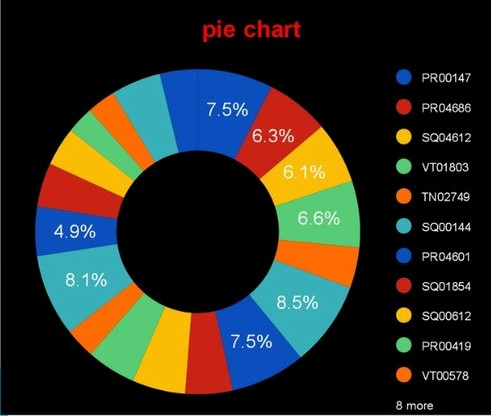 pie chart
7.5%
6.3%
6.1%
6.6%
8.5%
7.5%
8.1%
4.9%
PR00147
PR04686
SQ04612
VT01803
TN02749
SQ00144
PR04601
SQ01854
SQ00612
PR00419
VT00578
8 more